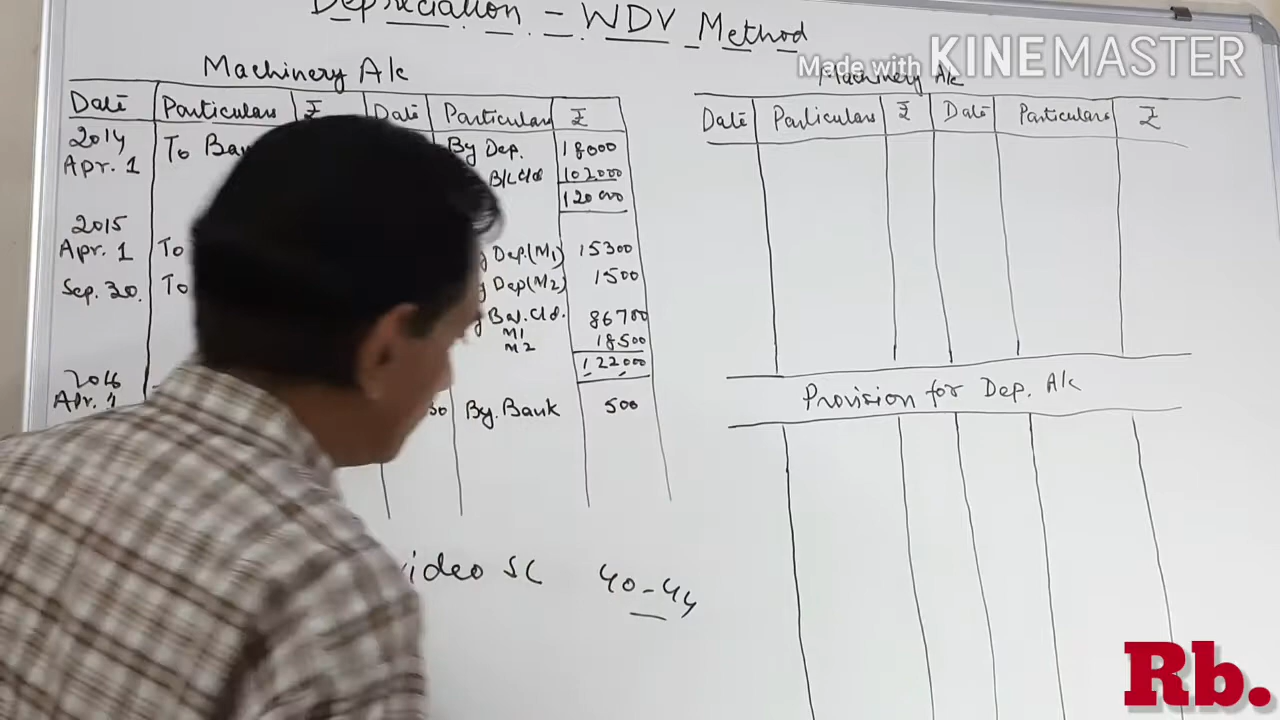 Depreciation - WDV Method
Made with KINEMASTER
Machinery A/c
Date Particulars ₹ Date Particulars ₹
2014
Apr. 1 To Ban By Dep. 18000
B/L C/d 102000
120000
2015
Apr. 1 To Dep. (M1) 15300
Sep. 30. To Dep (M2) 1500
Bal. C/d. 86700
M1
M2 18500
122000
2016
Apr. 1 30 By. Bank 500
video SC 40-44
Machinery A/c
Date Particulars ₹ Date Particulars ₹
Provision for Dep. A/c
Rb.